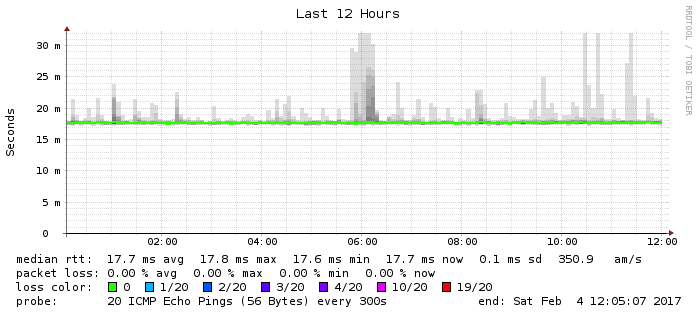 Last 12 Hours
RRDTOOL / TOBI OETIKER
Seconds
30 m
25 m
20 m
15 m
10 m
5 m
0
02:00 04:00 06:00 08:00 10:00 12:00
median rtt: 17.7 ms avg 17.8 ms max 17.6 ms min 17.7 ms now 0.1 ms sd 350.9 am/s
packet loss: 0.00 % avg 0.00 % max 0.00 % min 0.00 % now
loss color: 0 1/20 2/20 3/20 4/20 10/20 19/20
probe: 20 ICMP Echo Pings (56 Bytes) every 300s end: Sat Feb 4 12:05:07 2017